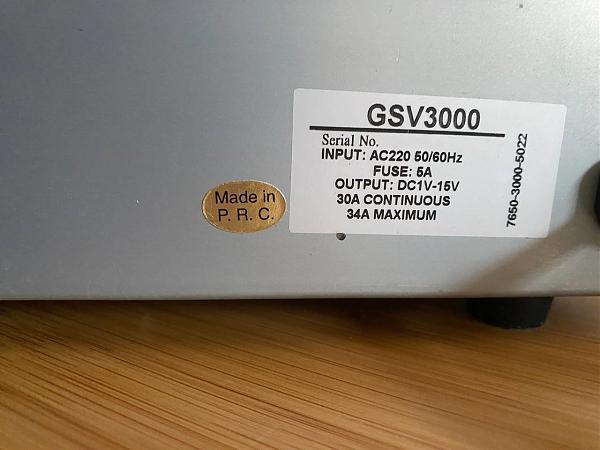 GSV3000
Serial No.
INPUT: AC220 50/60Hz
FUSE: 5A
OUTPUT: DC1V-15V
30A CONTINUOUS
34A MAXIMUM
7650-3000-5022
Made in
P. R. C.